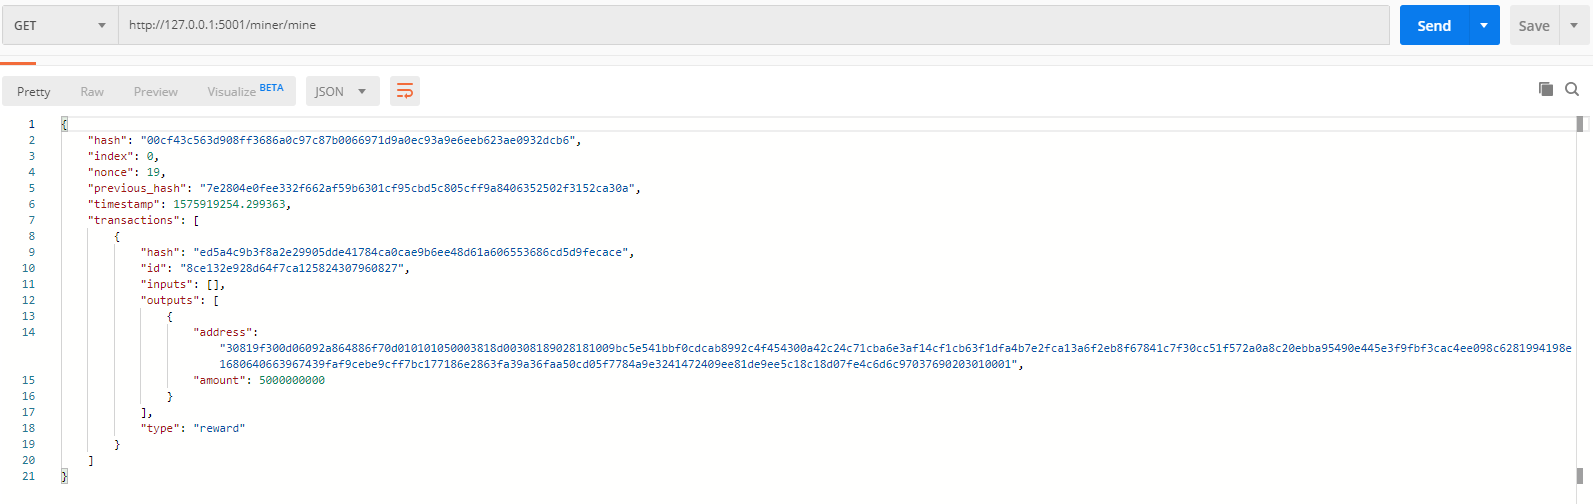 GET http://127.0.0.1:5001/miner/mine Send Save
Pretty Raw Preview Visualize BETA JSON
1 {
2 "hash": "00cf43c563d908ff3686a0c97c87b0066971d9a0ec93a9e6eeb623ae0932dcb6",
3 "index": 0,
4 "nonce": 19,
5 "previous_hash": "7e2804e0fee332f662af59b6301cf95cbd5c805cff9a8406352502f3152ca30a",
6 "timestamp": 1575919254.299363,
7 "transactions": [
8 {
9 "hash": "ed5a4c9b3f8a2e29905dde41784ca0cae9b6ee48d61a606553686cd5d9fecace",
10 "id": "8ce132e928d64f7ca125824307960827",
11 "inputs": [],
12 "outputs": [
13 {
14 "address":
"30819f300d06092a864886f70d010101050003818d00308189028181009bc5e541bbf0cdcab8992c4f454300a42c24c71cba6e3af14cf1cb63f1dfa4b7e2fca13a6f2eb8f67841c7f30cc51f572a0a8c20ebba95490e445e3f9fbf3cac4ee098c6281994198e
1680640663967439faf9cebe9cff7bc177186e2863fa39a36faa50cd05f7784a9e3241472409ee81de9ee5c18c18d07fe4c6d6c97037690203010001",
15 "amount": 5000000000
16 }
17 ],
18 "type": "reward"
19 }
20 ]
21 }